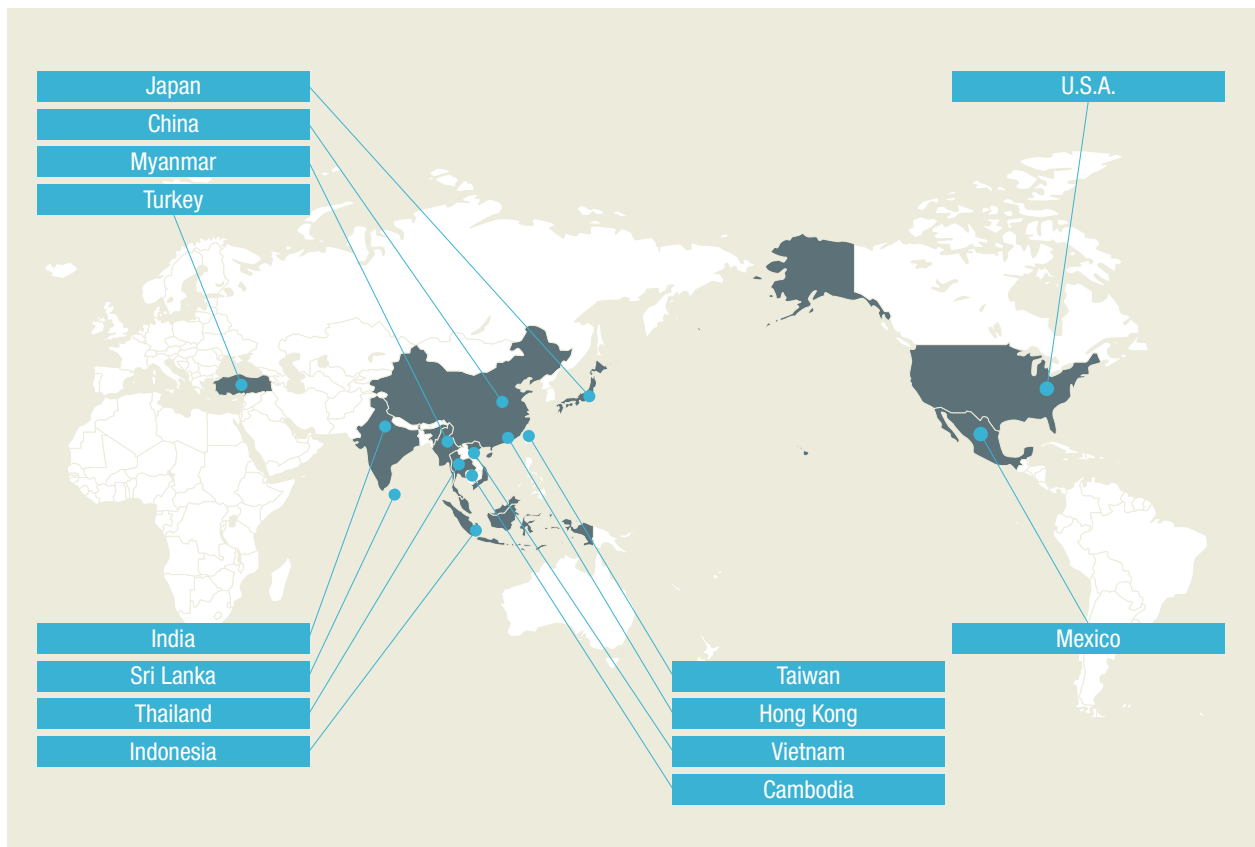 Japan
China
Myanmar
Turkey
U.S.A.
India
Sri Lanka
Thailand
Indonesia
Taiwan
Hong Kong
Vietnam
Cambodia
Mexico